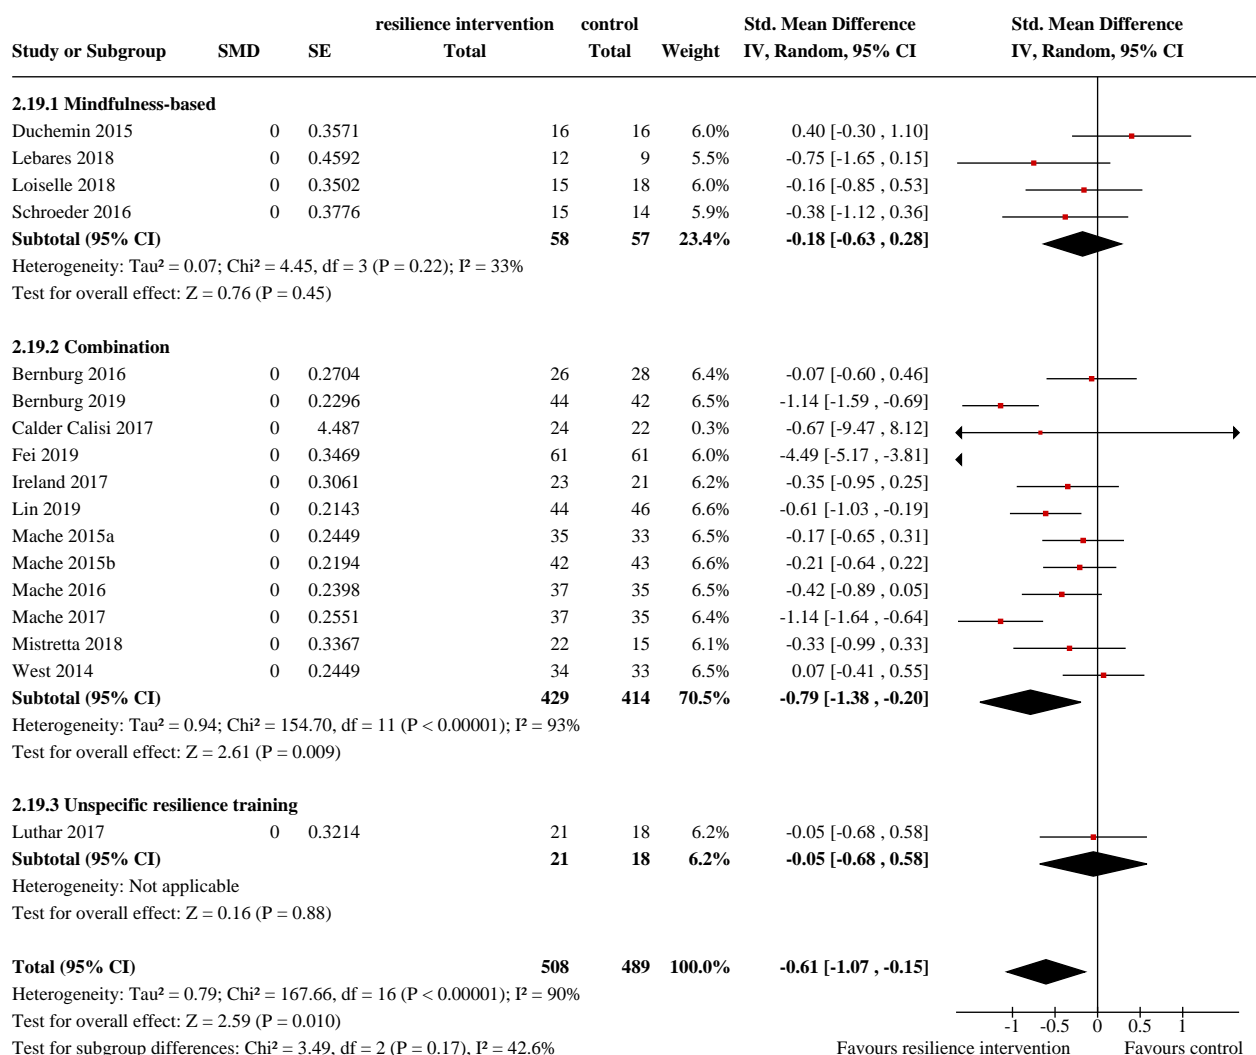 resilience intervention control Std. Mean Difference Std. Mean Difference
Study or Subgroup SMD SE Total Total Weight IV, Random, 95% CI IV, Random, 95% CI
2.19.1 Mindfulness-based
Duchemin 2015 0 0.3571 16 16 6.0% 0.40 [-0.30 , 1.10]
Lebares 2018 0 0.4592 12 9 5.5% -0.75 [-1.65 , 0.15]
Loiselle 2018 0 0.3502 15 18 6.0% -0.16 [-0.85 , 0.53]
Schroeder 2016 0 0.3776 15 14 5.9% -0.38 [-1.12 , 0.36]
Subtotal (95% CI) 58 57 23.4% -0.18 [-0.63 , 0.28]
Heterogeneity: Tau² = 0.07; Chi² = 4.45, df = 3 (P = 0.22); I² = 33%
Test for overall effect: Z = 0.76 (P = 0.45)
2.19.2 Combination
Bernburg 2016 0 0.2704 26 28 6.4% -0.07 [-0.60 , 0.46]
Bernburg 2019 0 0.2296 44 42 6.5% -1.14 [-1.59 , -0.69]
Calder Calisi 2017 0 4.487 24 22 0.3% -0.67 [-9.47 , 8.12]
Fei 2019 0 0.3469 61 61 6.0% -4.49 [-5.17 , -3.81]
Ireland 2017 0 0.3061 23 21 6.2% -0.35 [-0.95 , 0.25]
Lin 2019 0 0.2143 44 46 6.6% -0.61 [-1.03 , -0.19]
Mache 2015a 0 0.2449 35 33 6.5% -0.17 [-0.65 , 0.31]
Mache 2015b 0 0.2194 42 43 6.6% -0.21 [-0.64 , 0.22]
Mache 2016 0 0.2398 37 35 6.5% -0.42 [-0.89 , 0.05]
Mache 2017 0 0.2551 37 35 6.4% -1.14 [-1.64 , -0.64]
Mistretta 2018 0 0.3367 22 15 6.1% -0.33 [-0.99 , 0.33]
West 2014 0 0.2449 34 33 6.5% 0.07 [-0.41 , 0.55]
Subtotal (95% CI) 429 414 70.5% -0.79 [-1.38 , -0.20]
Heterogeneity: Tau² = 0.94; Chi² = 154.70, df = 11 (P < 0.00001); I² = 93%
Test for overall effect: Z = 2.61 (P = 0.009)
2.19.3 Unspecific resilience training
Luthar 2017 0 0.3214 21 18 6.2% -0.05 [-0.68 , 0.58]
Subtotal (95% CI) 21 18 6.2% -0.05 [-0.68 , 0.58]
Heterogeneity: Not applicable
Test for overall effect: Z = 0.16 (P = 0.88)
Total (95% CI) 508 489 100.0% -0.61 [-1.07 , -0.15]
Heterogeneity: Tau² = 0.79; Chi² = 167.66, df = 16 (P < 0.00001); I² = 90%
Test for overall effect: Z = 2.59 (P = 0.010) -1 -0.5 0 0.5 1
Test for subgroup differences: Chi² = 3.49, df = 2 (P = 0.17), I² = 42.6% Favours resilience intervention Favours control